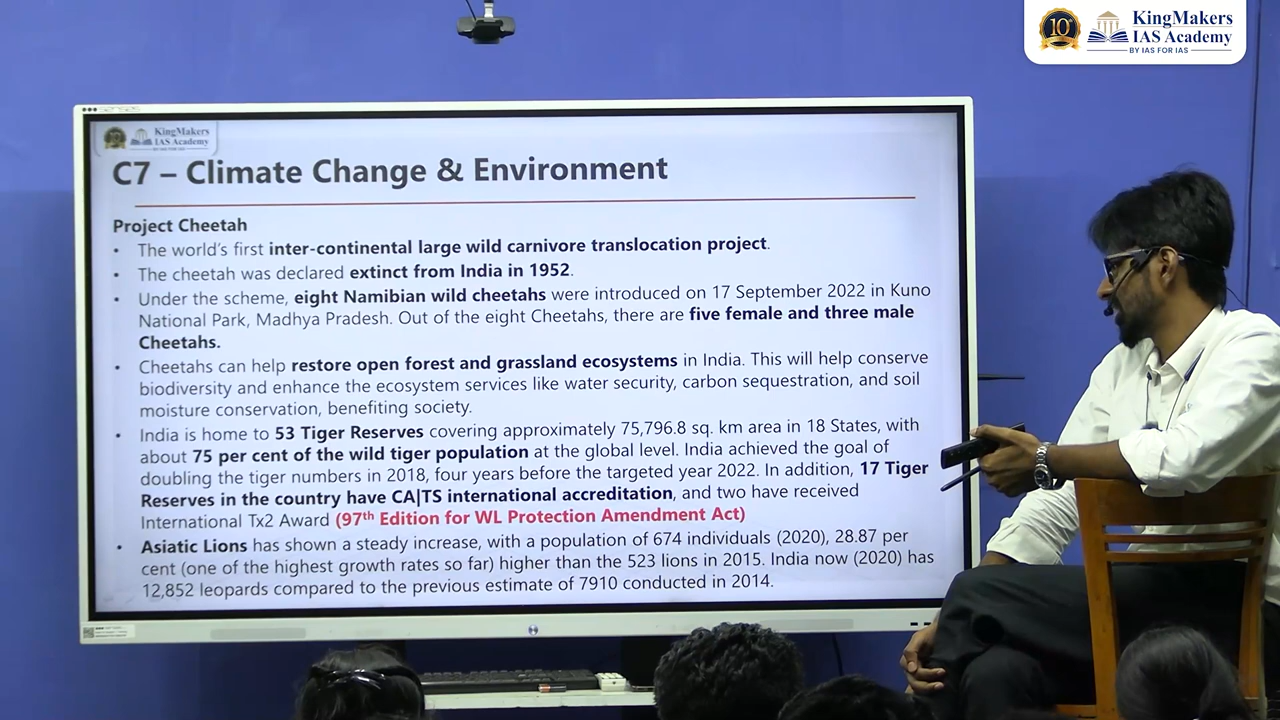 10
KingMakers
IAS Academy
BY IAS FOR IAS
KingMakers
IAS Academy
BY IAS FOR IAS
C7 – Climate Change & Environment
Project Cheetah
• The world's first inter-continental large wild carnivore translocation project.
• The cheetah was declared extinct from India in 1952.
• Under the scheme, eight Namibian wild cheetahs were introduced on 17 September 2022 in Kuno
National Park, Madhya Pradesh. Out of the eight Cheetahs, there are five female and three male
Cheetahs.
• Cheetahs can help restore open forest and grassland ecosystems in India. This will help conserve
biodiversity and enhance the ecosystem services like water security, carbon sequestration, and soil
moisture conservation, benefiting society.
• India is home to 53 Tiger Reserves covering approximately 75,796.8 sq. km area in 18 States, with
about 75 per cent of the wild tiger population at the global level. India achieved the goal of
doubling the tiger numbers in 2018, four years before the targeted year 2022. In addition, 17 Tiger
Reserves in the country have CA|TS international accreditation, and two have received
International Tx2 Award (97th Edition for WL Protection Amendment Act)
• Asiatic Lions has shown a steady increase, with a population of 674 individuals (2020), 28.87 per
cent (one of the highest growth rates so far) higher than the 523 lions in 2015. India now (2020) has
12,852 leopards compared to the previous estimate of 7910 conducted in 2014.